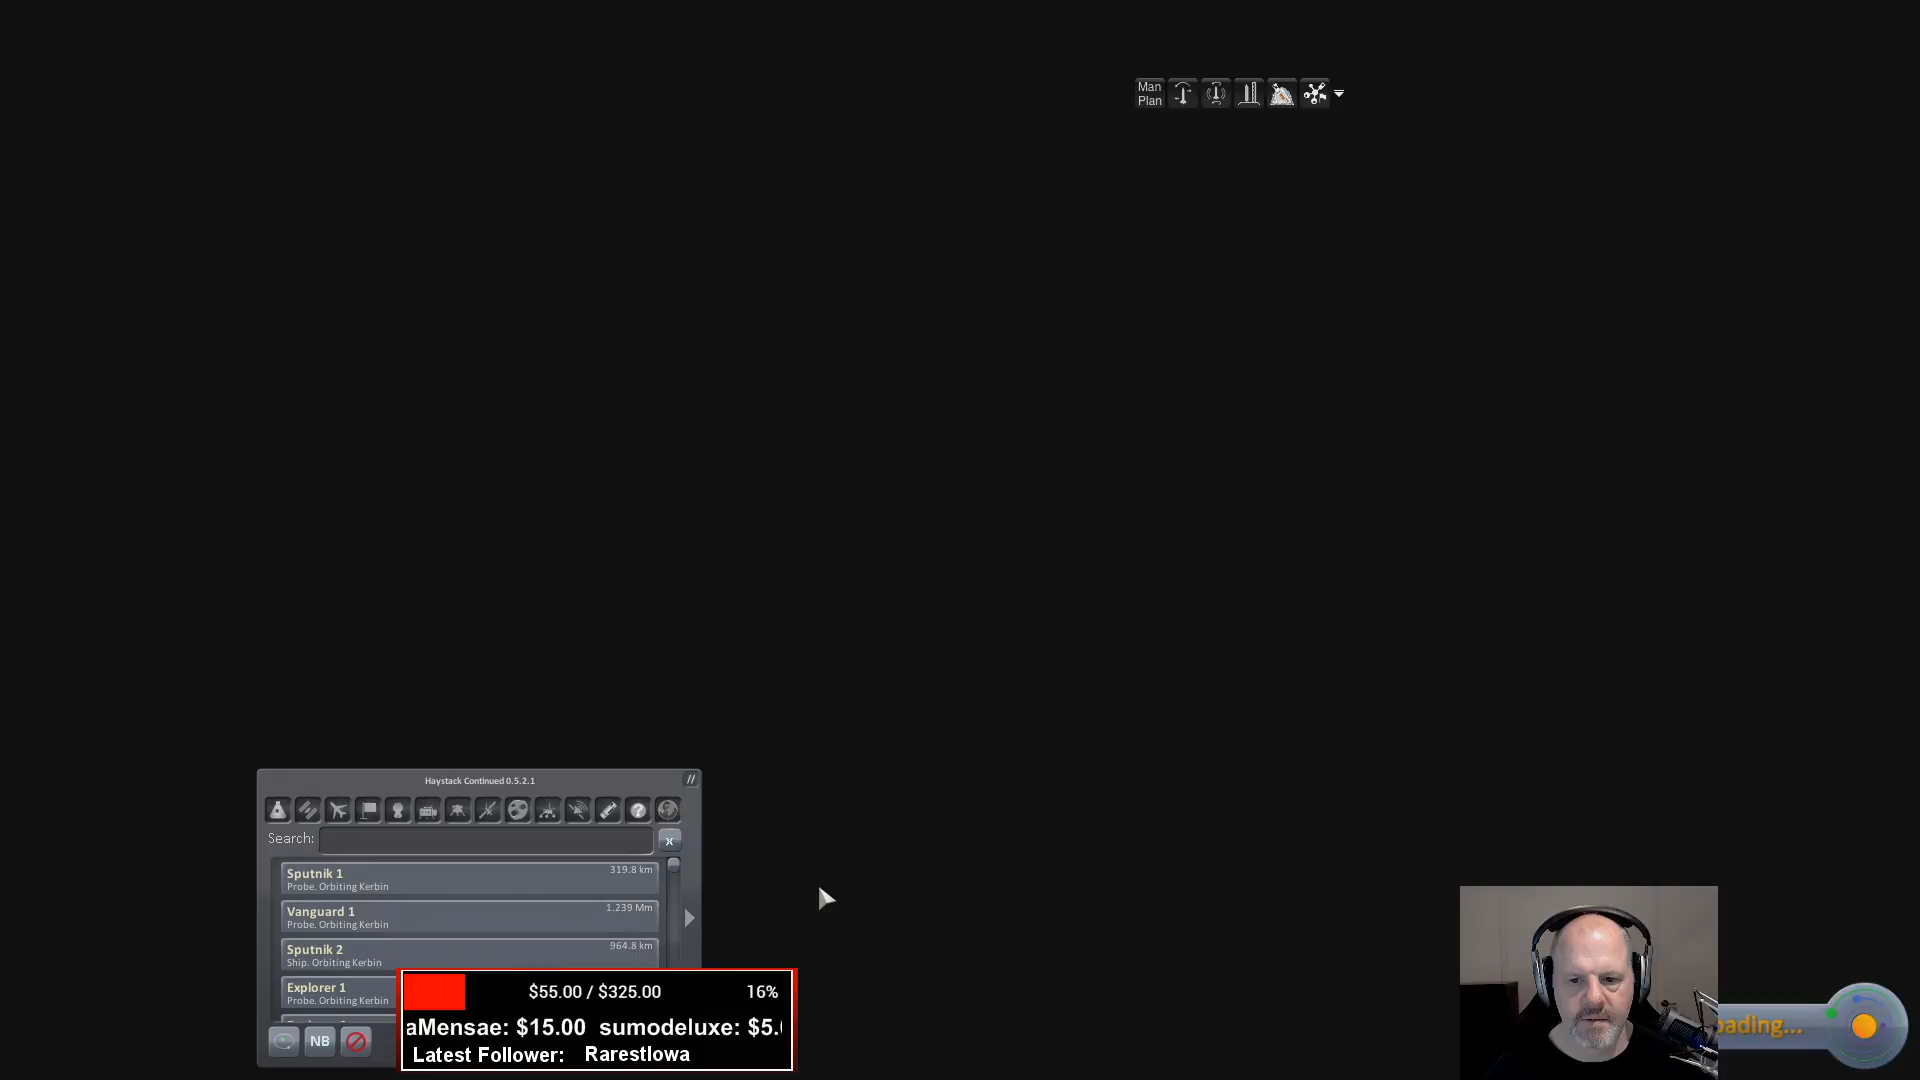 Man
Plan
Haystack Continued 0.5.2.1
//
Search:
x
Sputnik 1
319.8 km
Probe. Orbiting Kerbin
Vanguard 1
1.239 Mm
Probe. Orbiting Kerbin
Sputnik 2
964.8 km
Ship. Orbiting Kerbin
Explorer 1
Probe. Orbiting Kerbin
NB
$55.00 / $325.00
16%
aMensae: $15.00 sumodeluxe: $5.
Latest Follower: RarestIowa
ading...